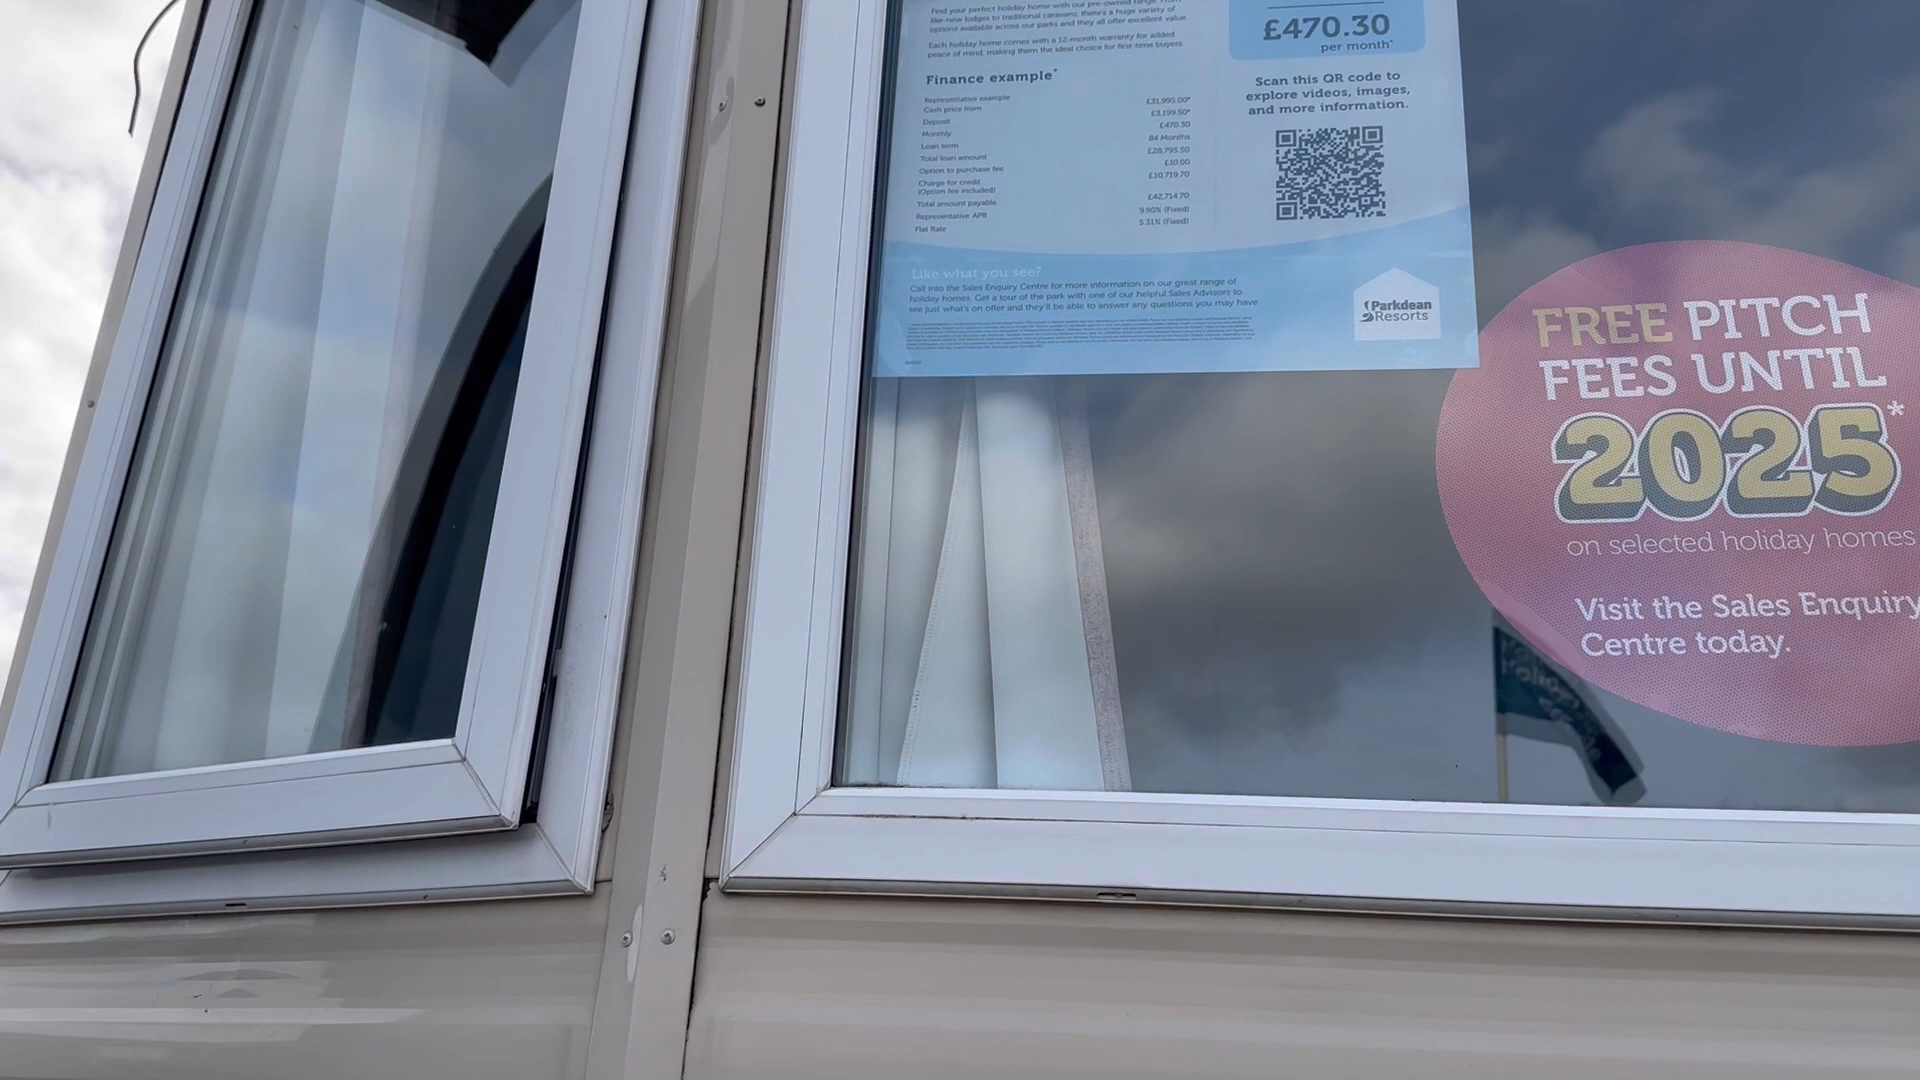 Find your perfect holiday home with our pre-owned range. From
like-new lodges to traditional caravans, there's a huge variety of
options available across our parks and they all offer excellent value.
Each holiday home comes with a 12-month warranty for added
peace of mind, making them the ideal choice for first-time buyers.
Finance example*
Representative example
Cash price from £31,995.00*
Deposit £3,199.50*
Monthly £470.30
Loan term 84 Months
Total loan amount £28,795.50
Option to purchase fee £10.00
Charge for credit £10,719.70
(Option fee included)
Total amount payable £42,714.70
Representative APR 9.90% (Fixed)
Flat Rate 5.31% (Fixed)
£470.30
per month*
Scan this QR code to
explore videos, images,
and more information.
Like what you see?
Call into the Sales Enquiry Centre for more information on our great range of
holiday homes. Get a tour of the park with one of our helpful Sales Advisors to
see just what's on offer and they'll be able to answer any questions you may have
Parkdean
Resorts
FREE PITCH
FEES UNTIL
2025*
on selected holiday homes
Visit the Sales Enquiry
Centre today.